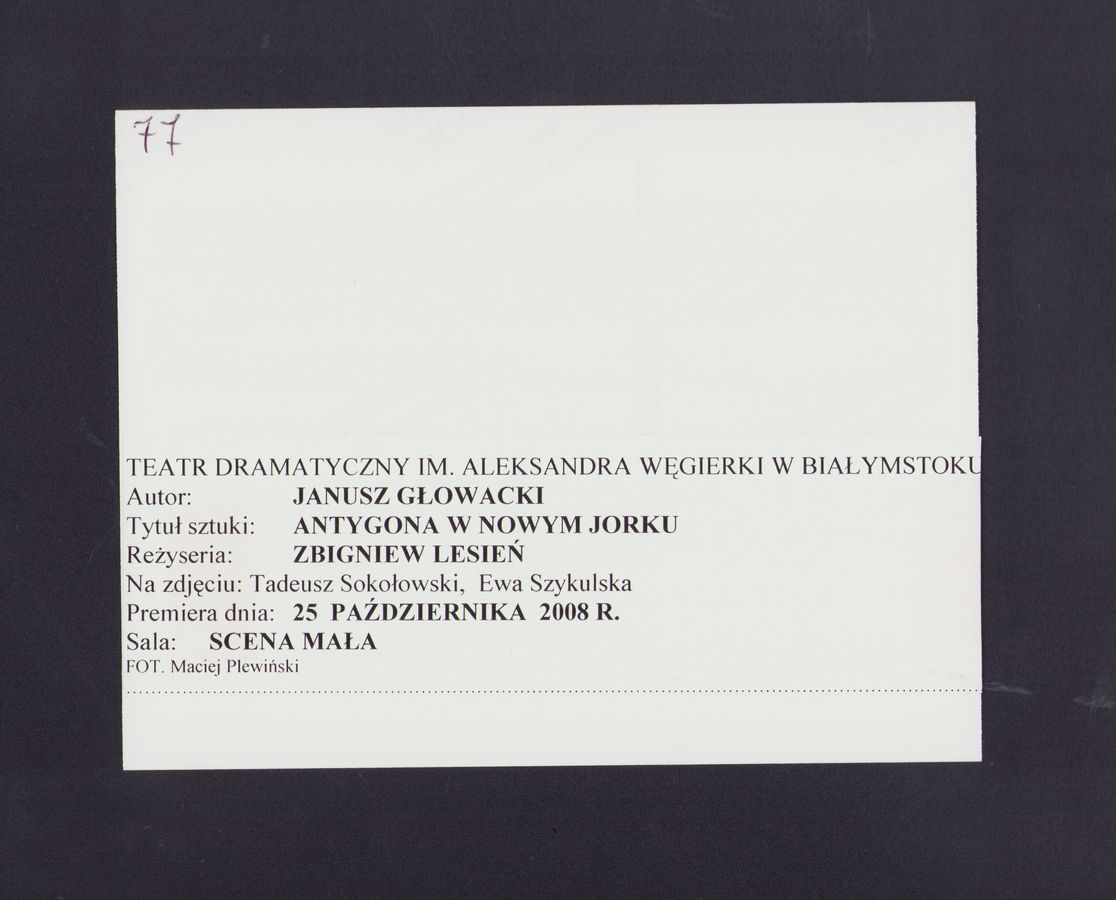 77
TEATR DRAMATYCZNY IM. ALEKSANDRA WĘGIERKI W BIAŁYMSTOKU
Autor: JANUSZ GŁOWACKI
Tytuł sztuki: ANTYGONA W NOWYM JORKU
Reżyseria: ZBIGNIEW LESIEŃ
Na zdjęciu: Tadeusz Sokołowski, Ewa Szykulska
Premiera dnia: 25 PAŹDZIERNIKA 2008 R.
Sala: SCENA MAŁA
FOT. Maciej Plewiński